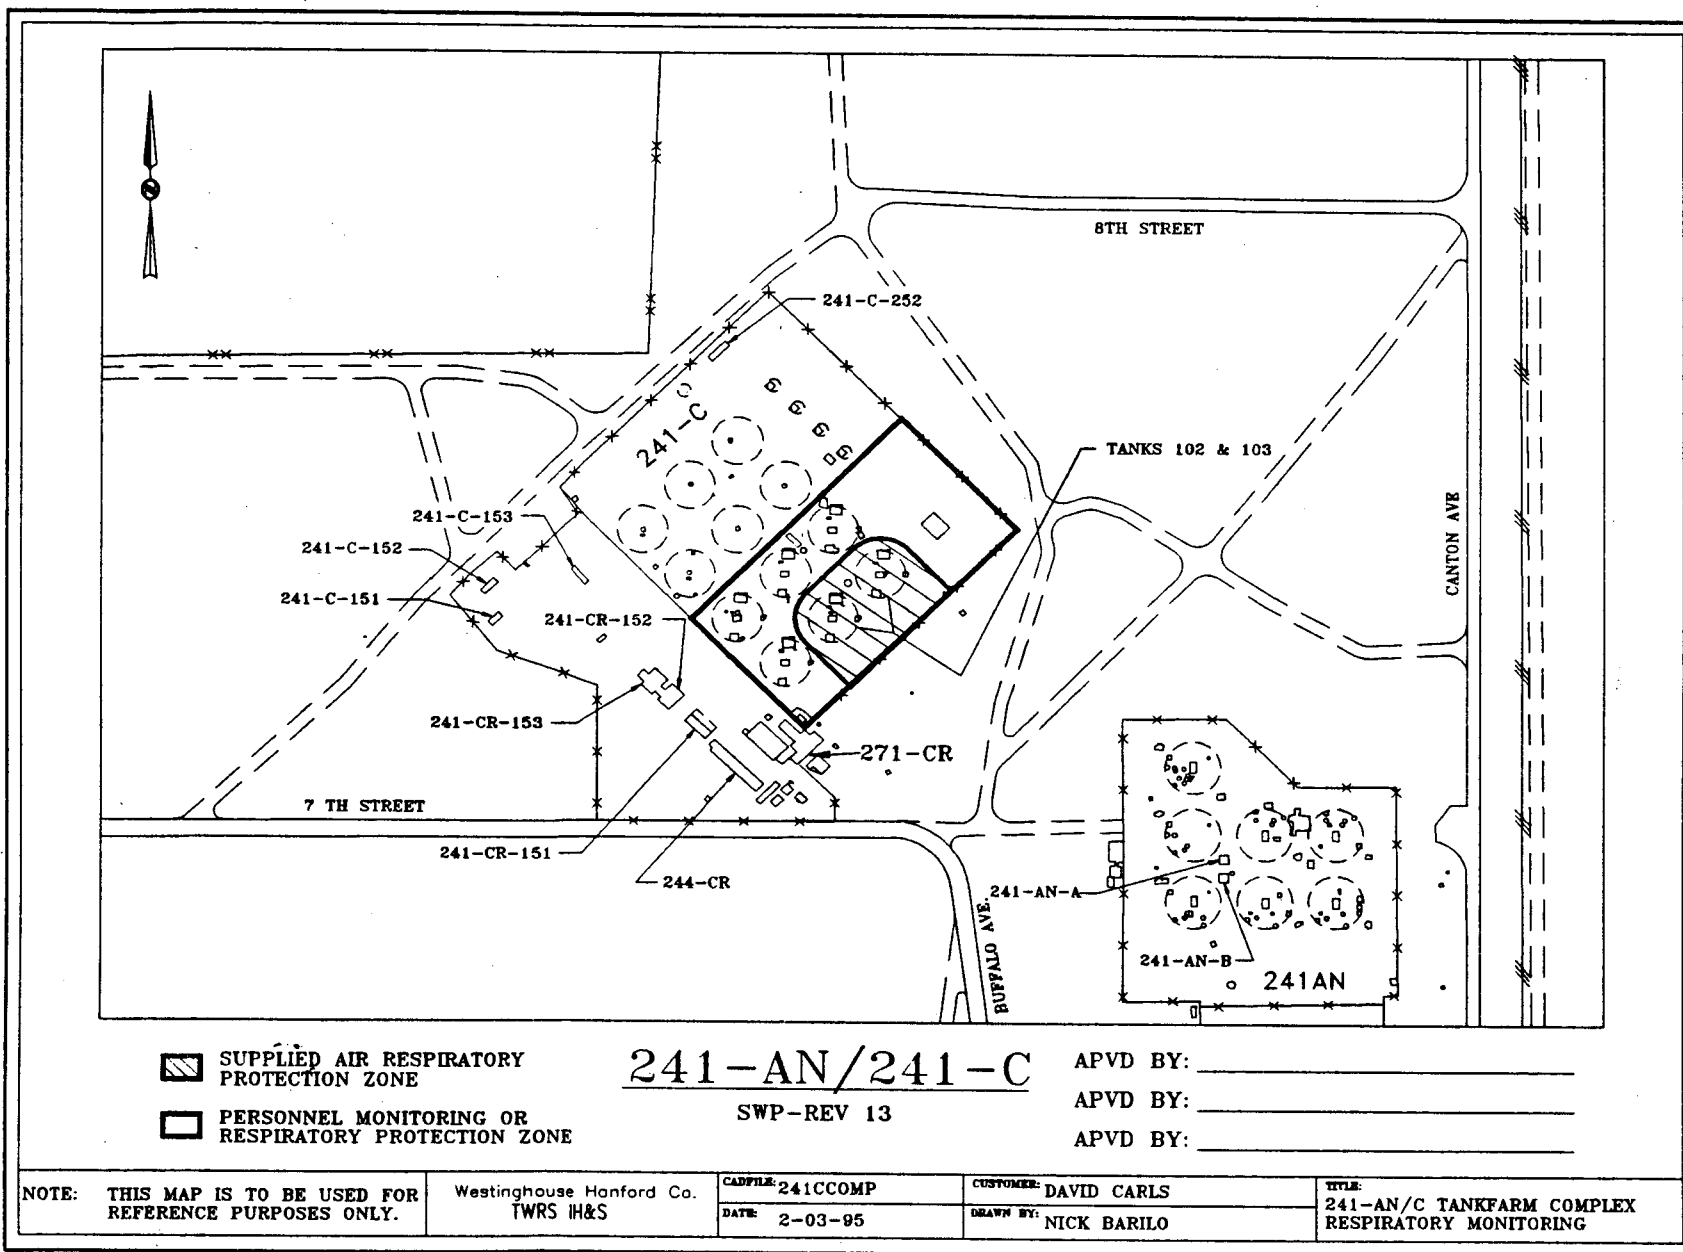 8TH STREET
241-C-252
241-C
TANKS 102 & 103
CANTON AVE
241-C-153
241-C-152
241-C-151
241-CR-152
241-CR-153
271-CR
7 TH STREET
241-CR-151
244-CR
BUFFALO AVE.
241-AN-A
241-AN-B
241AN
SUPPLIED AIR RESPIRATORY
PROTECTION ZONE
PERSONNEL MONITORING OR
RESPIRATORY PROTECTION ZONE
241-AN/241-C
SWP-REV 13
APVD BY:
APVD BY:
APVD BY:
NOTE: THIS MAP IS TO BE USED FOR
REFERENCE PURPOSES ONLY.
Westinghouse Hanford Co.
TWRS IH&S
CADFILE: 241CCOMP
DATE: 2-03-95
CUSTOMER: DAVID CARLS
DRAWN BY: NICK BARILO
TITLE:
241-AN/C TANKFARM COMPLEX
RESPIRATORY MONITORING